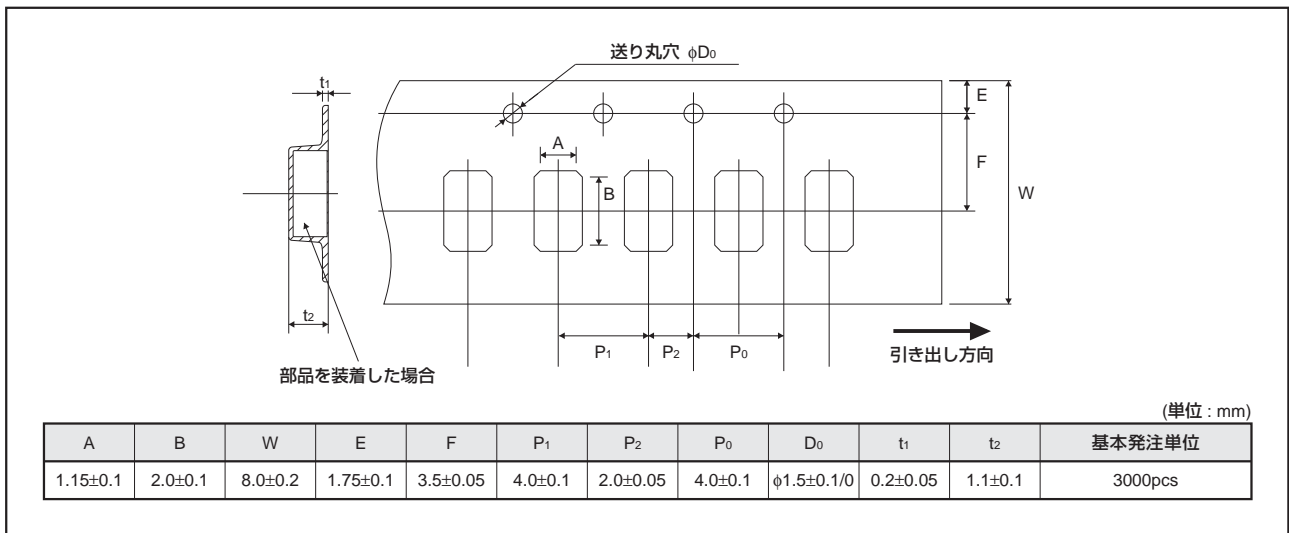 送り丸穴 φD0
t1
E
A
F
B
W
t2
P1
P2
P0
引き出し方向
部品を装着した場合
(単位 : mm)
A B W E F P1 P2 P0 D0 t1 t2 基本発注単位
1.15±0.1 2.0±0.1 8.0±0.2 1.75±0.1 3.5±0.05 4.0±0.1 2.0±0.05 4.0±0.1 φ1.5±0.1/0 0.2±0.05 1.1±0.1 3000pcs